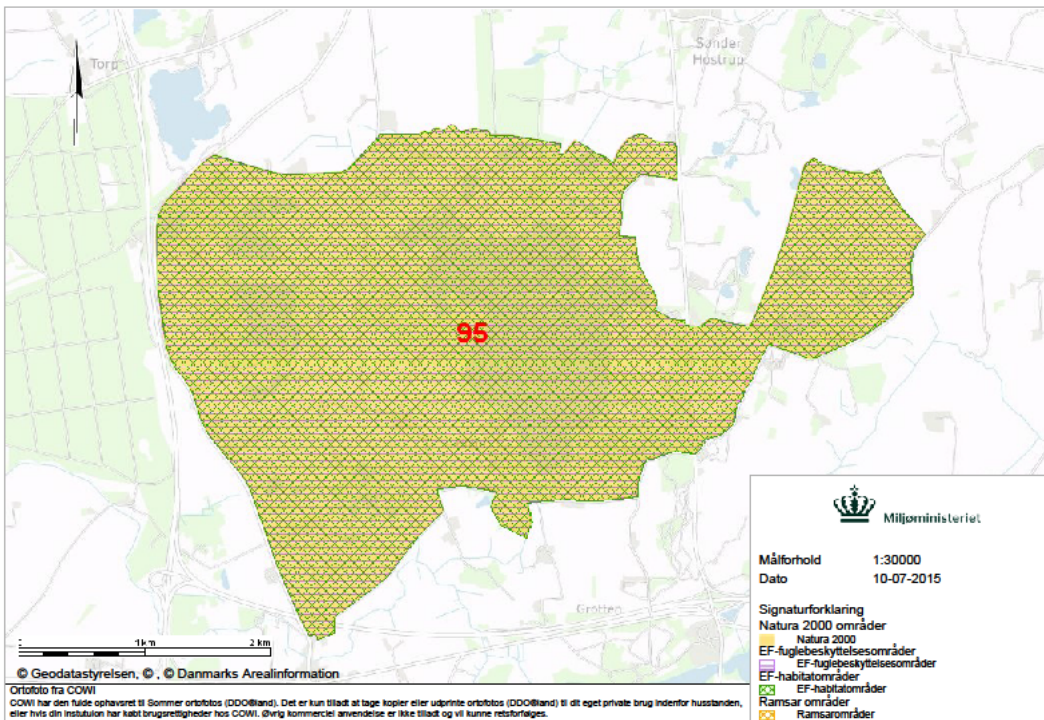 Torp
Sønder
Hostrup
95
Grotten
1 km
2 km
© Geodatastyrelsen, © , © Danmarks Arealinformation
Ortofoto fra COWI
COWI har den fulde ophavsret til Sommer ortofotos (DDO®land). Det er kun tilladt at tage kopier eller udprinte ortofotos (DDO®land) til dit eget private brug indenfor husstanden,
eller hvis din instutuion har købt brugsrettigheder hos COWI. Øvrig kommerciel anvendelse er ikke tilladt og vil kunne retsforfølges.
Miljøministeriet
Målforhold 1:30000
Dato 10-07-2015
Signaturforklaring
Natura 2000 områder
Natura 2000
EF-fuglebeskyttelsesområder
EF-fuglebeskyttelsesområder
EF-habitatområder
EF-habitatområder
Ramsar områder
Ramsarområder